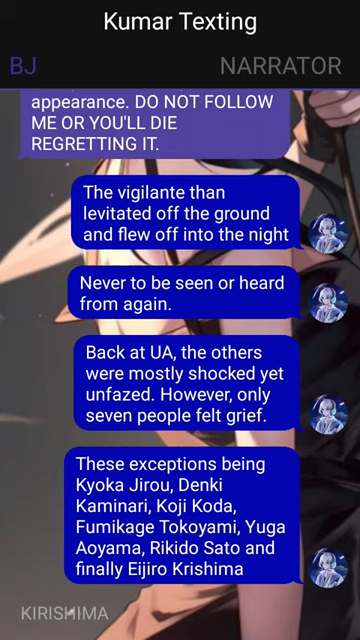 Kumar Texting
BJ NARRATOR
appearance. DO NOT FOLLOW
ME OR YOU'LL DIE
REGRETTING IT.
The vigilante than
levitated off the ground
and flew off into the night
Never to be seen or heard
from again.
Back at UA, the others
were mostly shocked yet
unfazed. However, only
seven people felt grief.
These exceptions being
Kyoka Jirou, Denki
Kaminari, Koji Koda,
Fumikage Tokoyami, Yuga
Aoyama, Rikido Sato and
finally Eijiro Krishima
KIRISHIMA